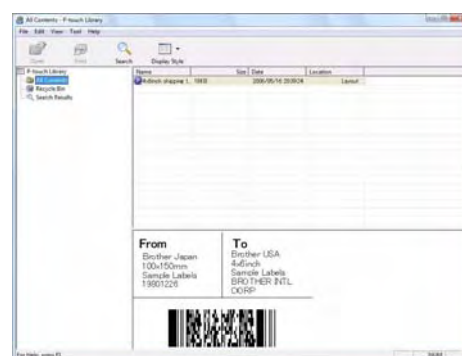 All Contents - P-touch Library
File Edit View Tool Help
Open Print Search Display Style
P-touch Library
All Contents
Recycle Bin
Search Results
Name Size Date Location
4x6inch shipping l... Layout
From
Brother Japan
100x150mm
Sample Labels
19801226
To
Brother USA
4x6inch
Sample Labels
BROTHER INTL
CORP
For Help, press F1